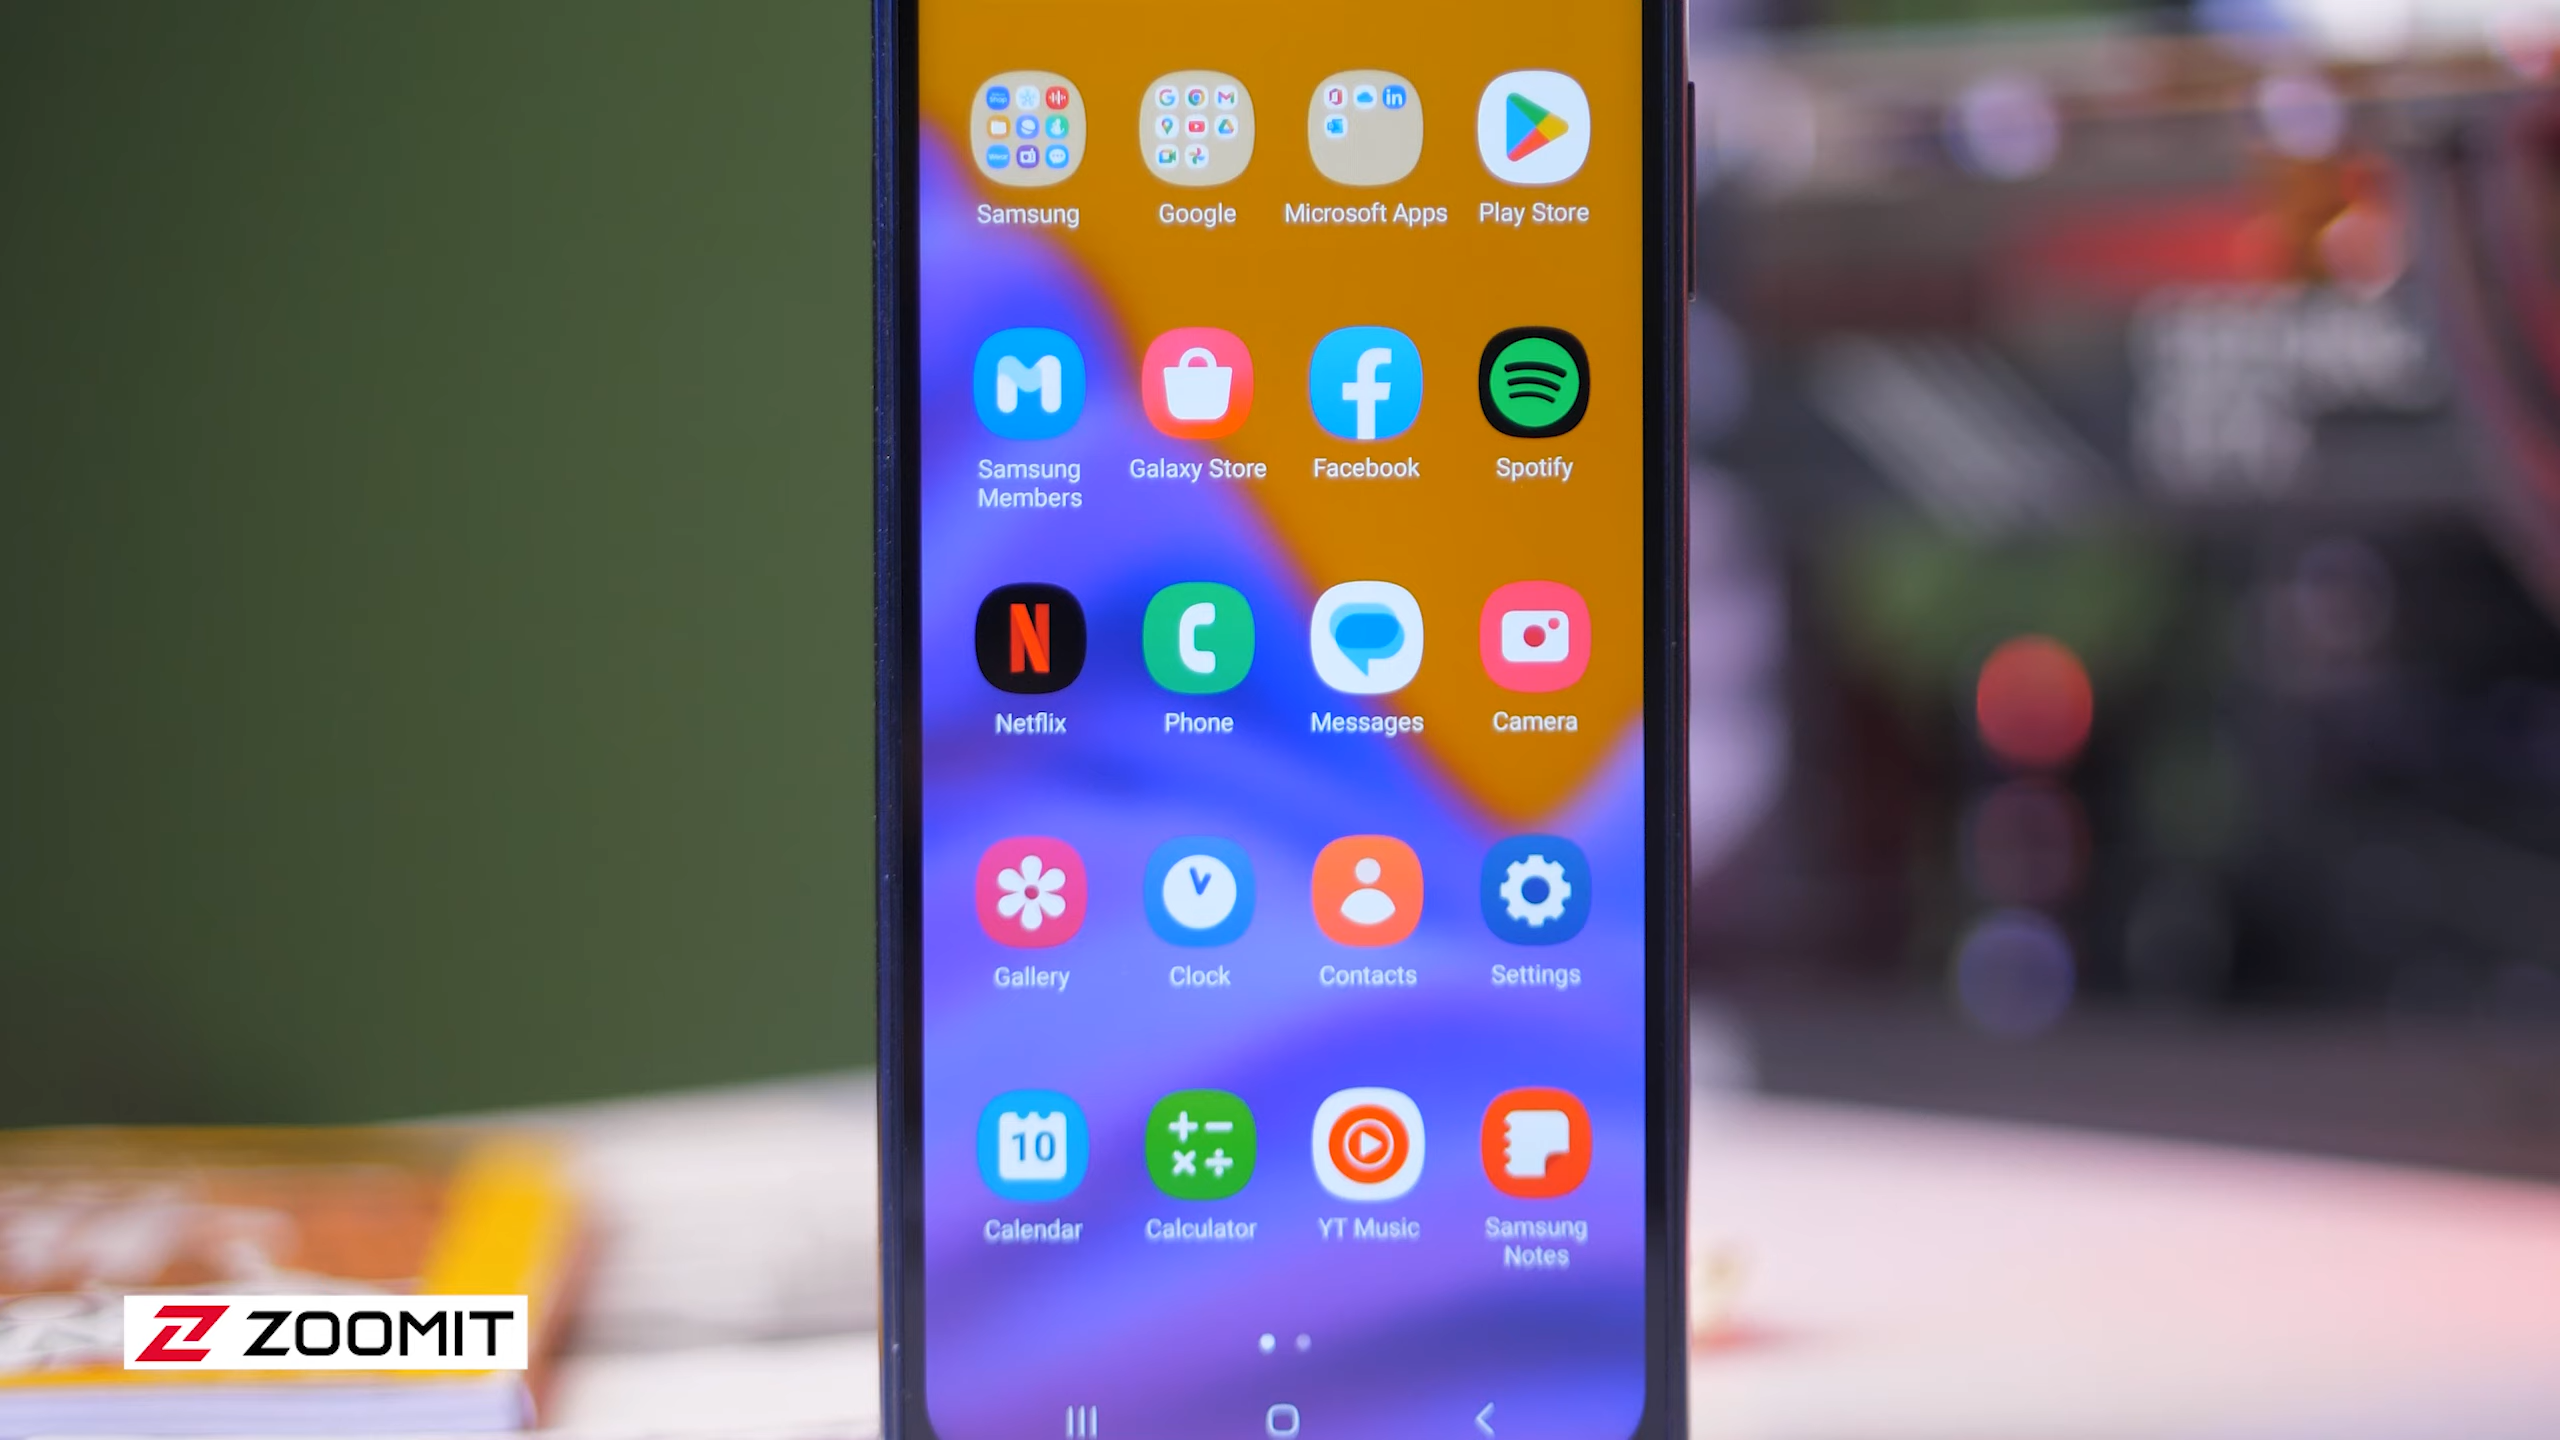 Samsung
Google
Microsoft Apps
Play Store
Samsung
Members
Galaxy Store
Facebook
Spotify
Netflix
Phone
Messages
Camera
Gallery
Clock
Contacts
Settings
10
Calendar
Calculator
YT Music
Samsung
Notes
ZOOMIT